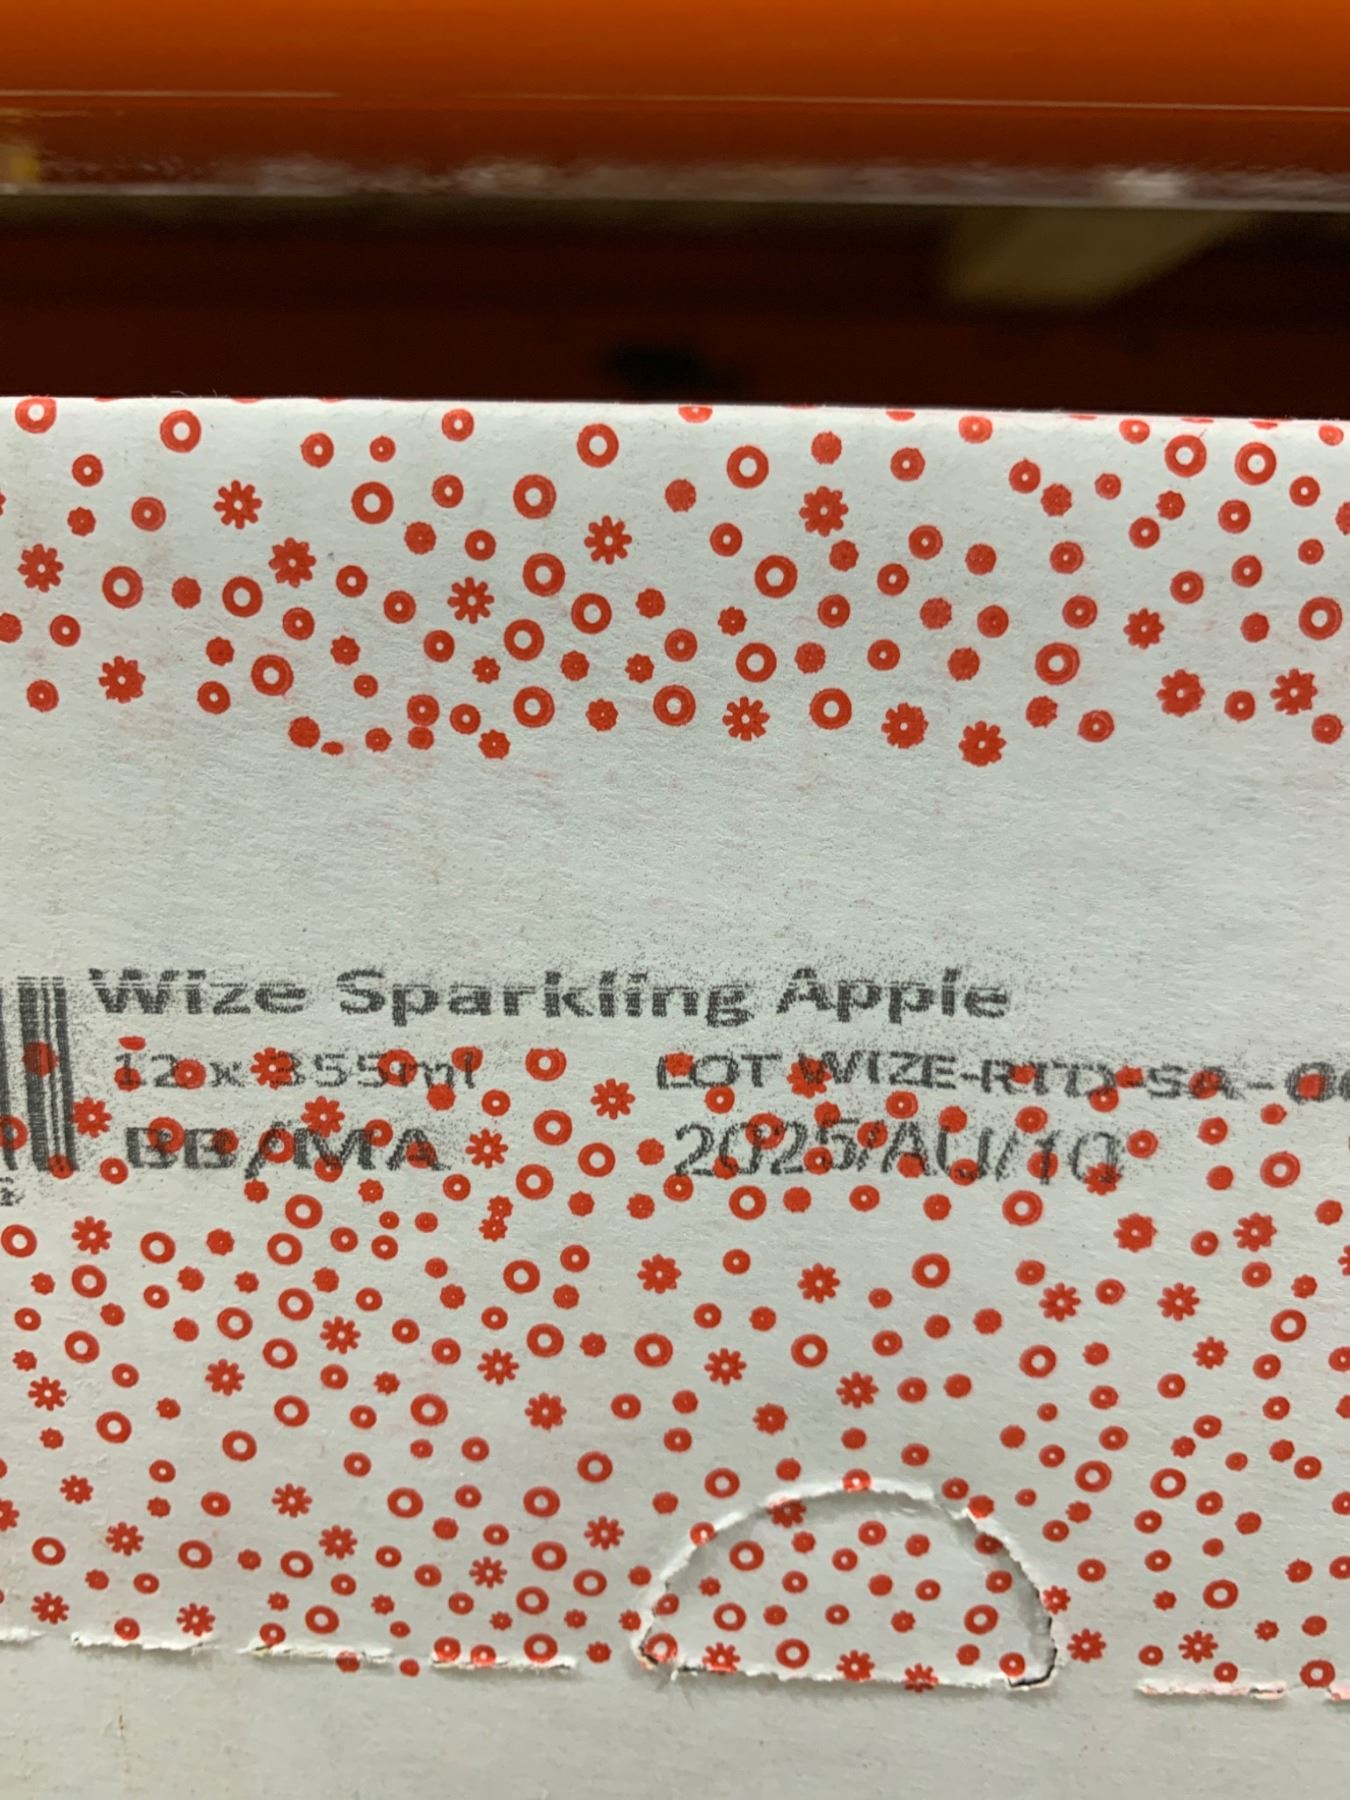 Wize Sparkling Apple
12 x 355ml LOT WIZE-RTD-SA-
BB/MA 2025/AU/10